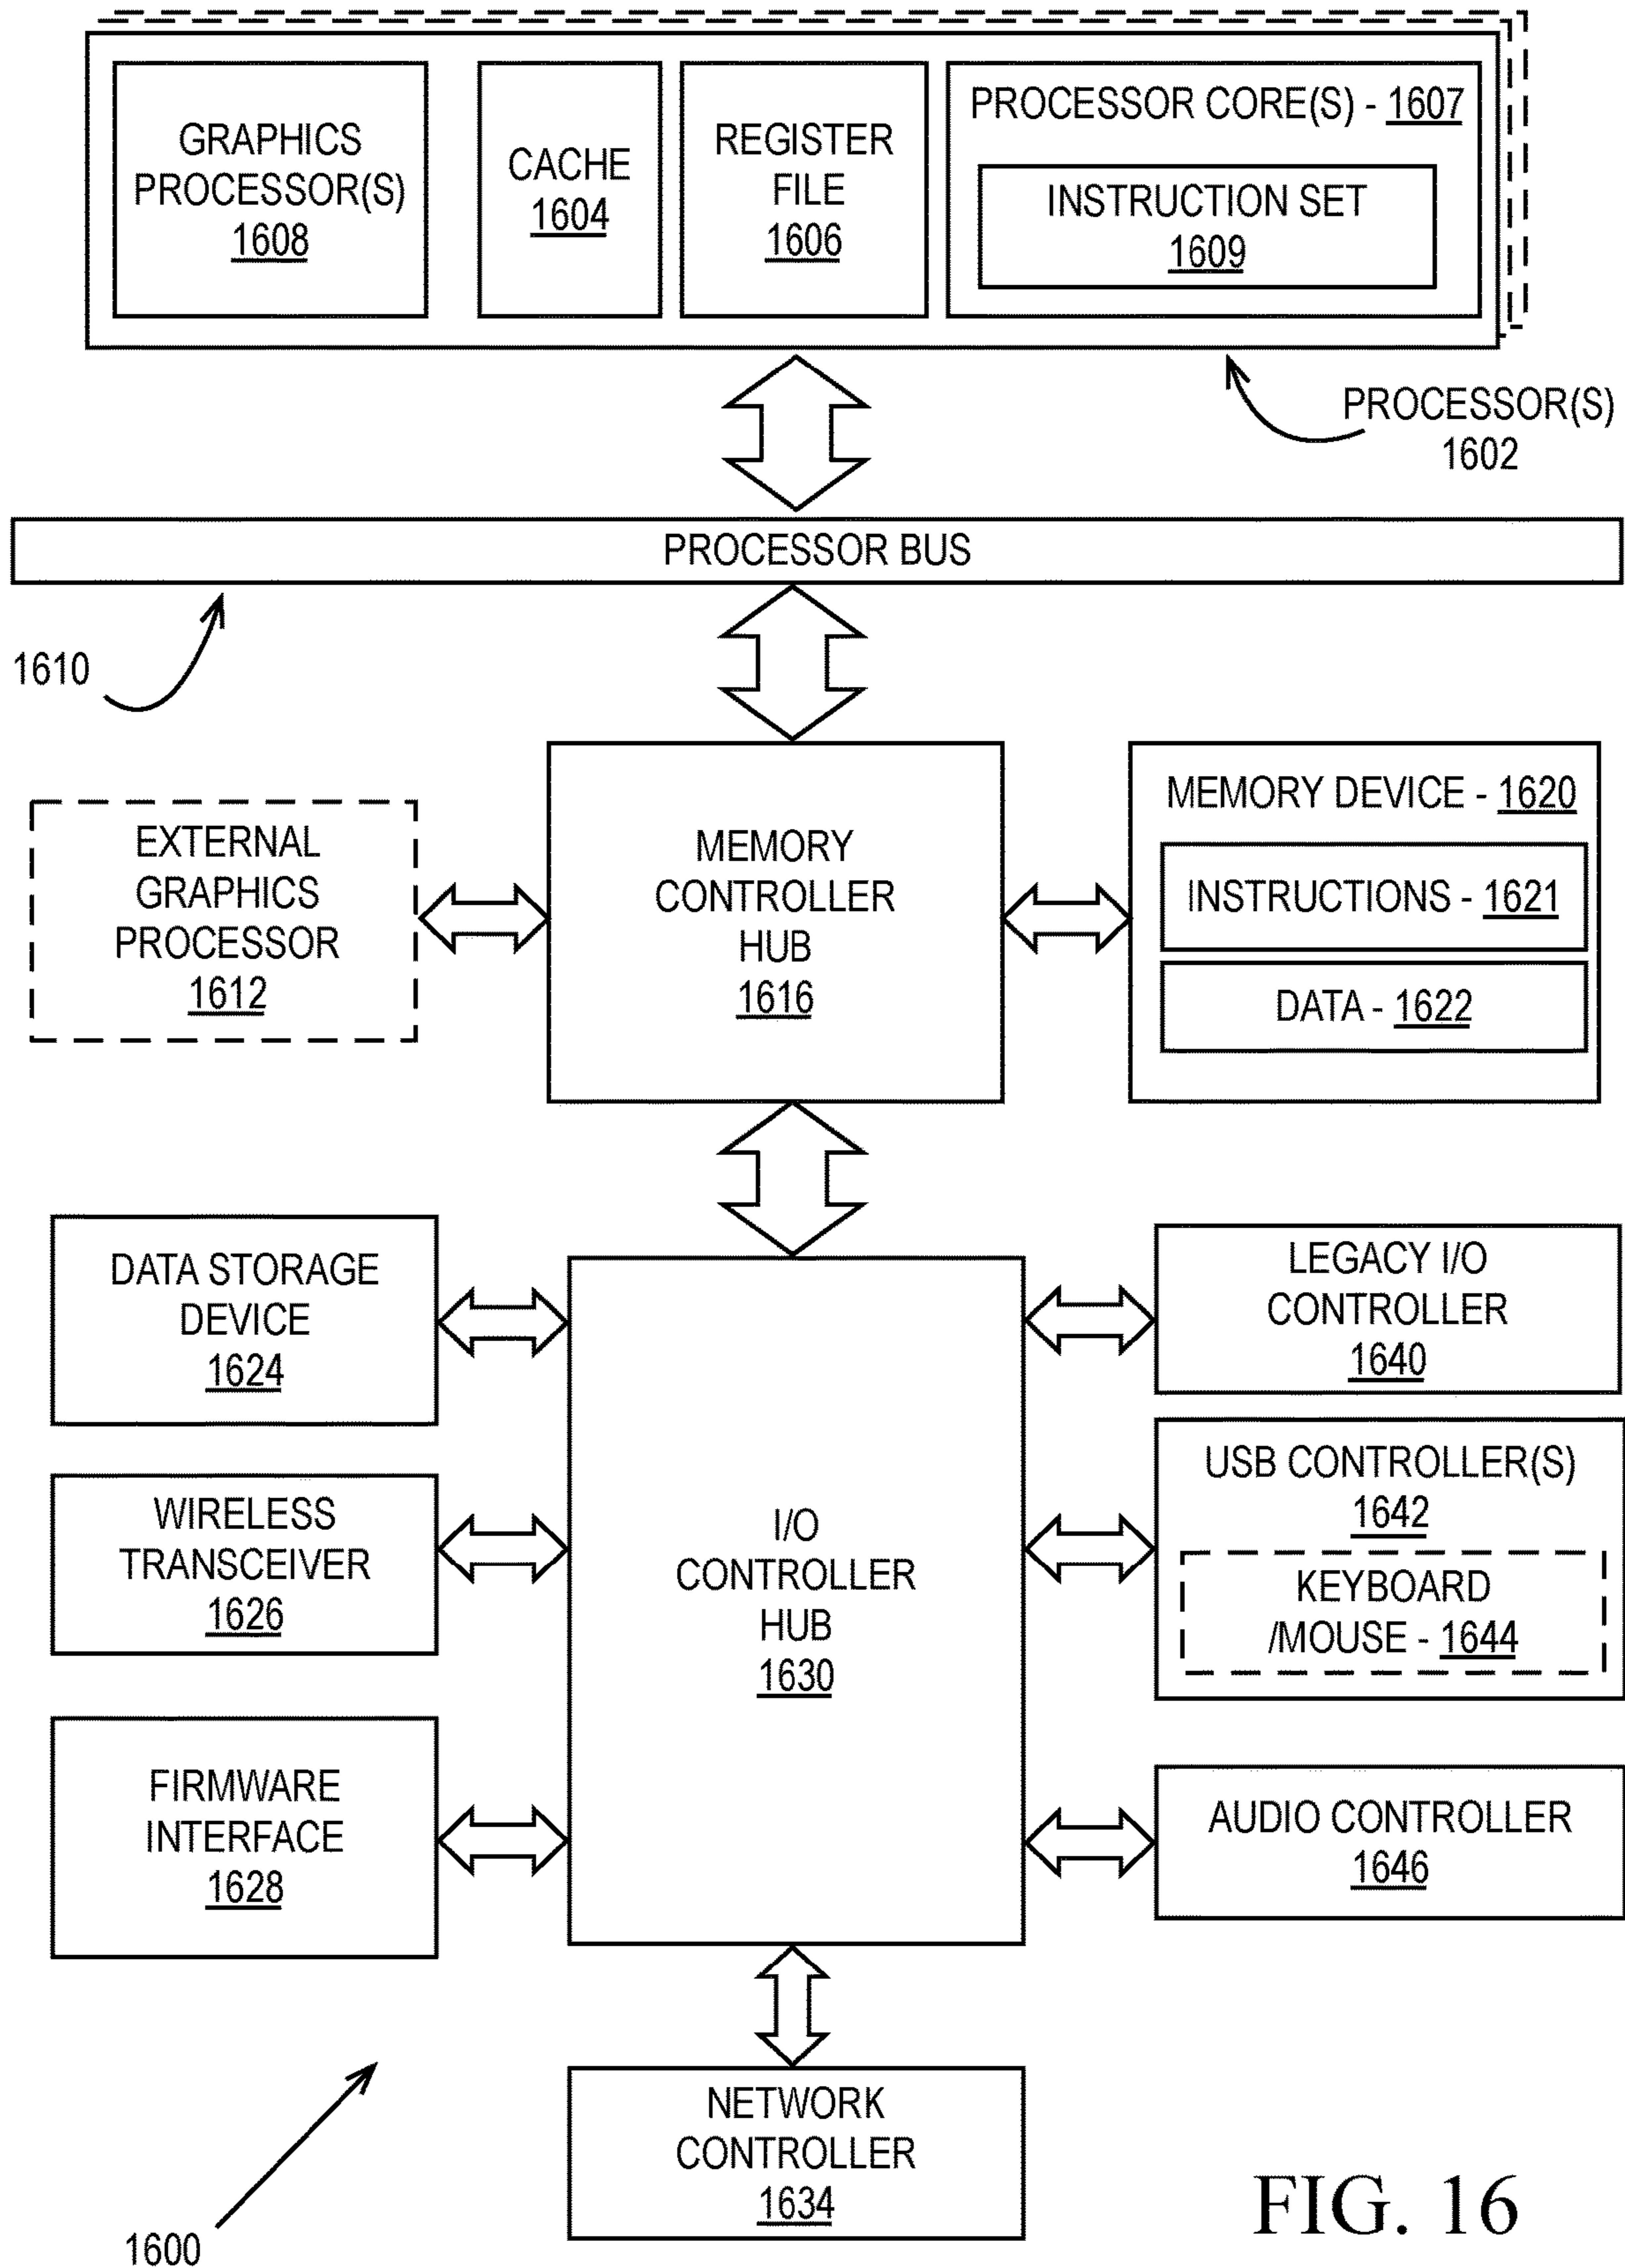 GRAPHICS
PROCESSOR(S)
1608
CACHE
1604
REGISTER
FILE
1606
PROCESSOR CORE(S) - 1607
INSTRUCTION SET
1609
PROCESSOR(S)
1602
PROCESSOR BUS
1610
EXTERNAL
GRAPHICS
PROCESSOR
1612
MEMORY
CONTROLLER
HUB
1616
MEMORY DEVICE - 1620
INSTRUCTIONS - 1621
DATA - 1622
DATA STORAGE
DEVICE
1624
WIRELESS
TRANSCEIVER
1626
FIRMWARE
INTERFACE
1628
I/O
CONTROLLER
HUB
1630
LEGACY I/O
CONTROLLER
1640
USB CONTROLLER(S)
1642
KEYBOARD
/MOUSE - 1644
AUDIO CONTROLLER
1646
NETWORK
CONTROLLER
1634
1600
FIG. 16